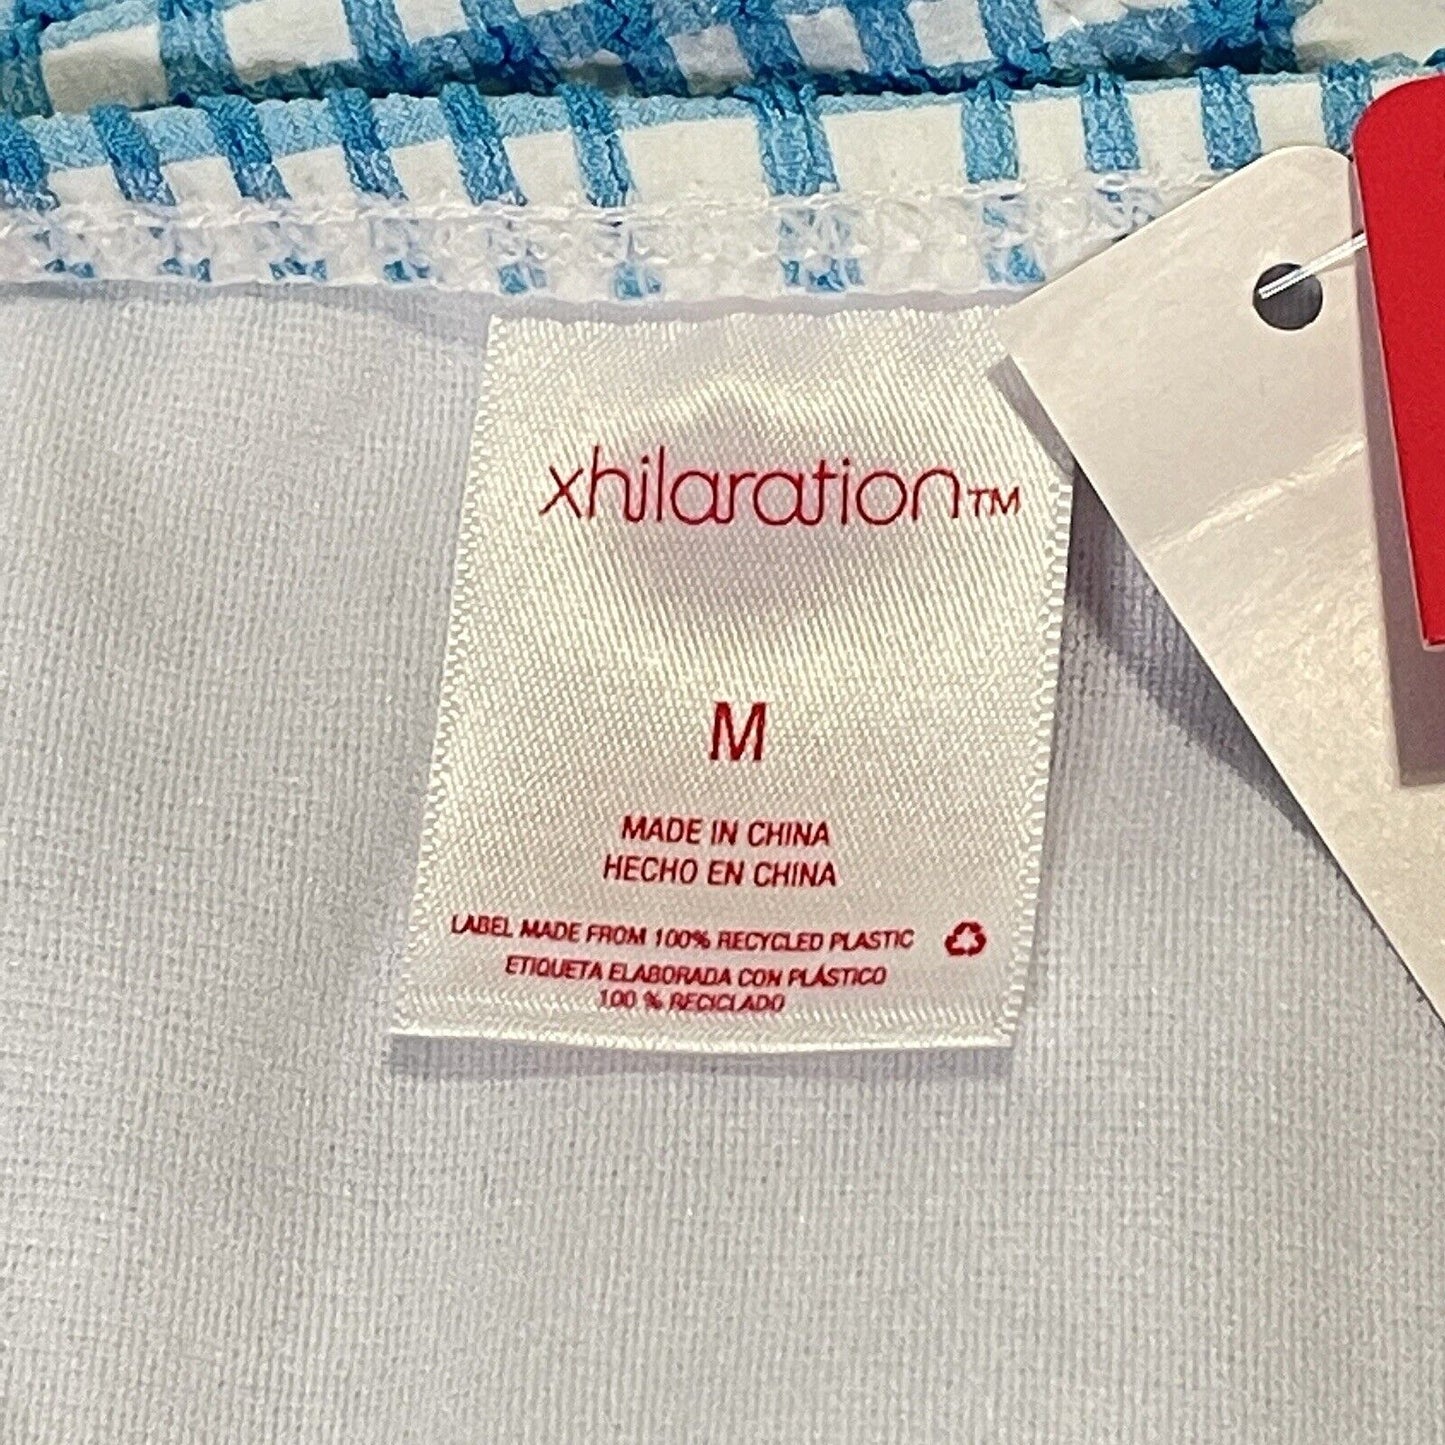 xhilaration™
M
MADE IN CHINA
HECHO EN CHINA
LABEL MADE FROM 100% RECYCLED PLASTIC
ETIQUETA ELABORADA CON PLÁSTICO
100 % RECICLADO